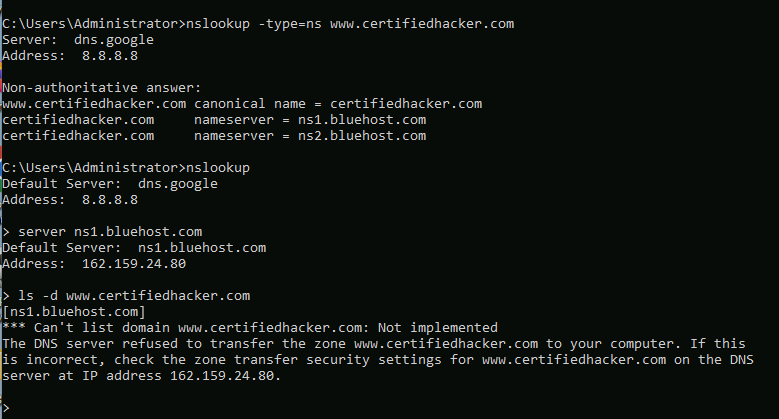 C:\Users\Administrator>nslookup -type=ns www.certifiedhacker.com
Server:  dns.google
Address:  8.8.8.8

Non-authoritative answer:
www.certifiedhacker.com canonical name = certifiedhacker.com
certifiedhacker.com     nameserver = ns1.bluehost.com
certifiedhacker.com     nameserver = ns2.bluehost.com

C:\Users\Administrator>nslookup
Default Server:  dns.google
Address:  8.8.8.8

> server ns1.bluehost.com
Default Server:  ns1.bluehost.com
Address:  162.159.24.80

> ls -d www.certifiedhacker.com
[ns1.bluehost.com]
*** Can't list domain www.certifiedhacker.com: Not implemented
The DNS server refused to transfer the zone www.certifiedhacker.com to your computer. If this
is incorrect, check the zone transfer security settings for www.certifiedhacker.com on the DNS
server at IP address 162.159.24.80.

>